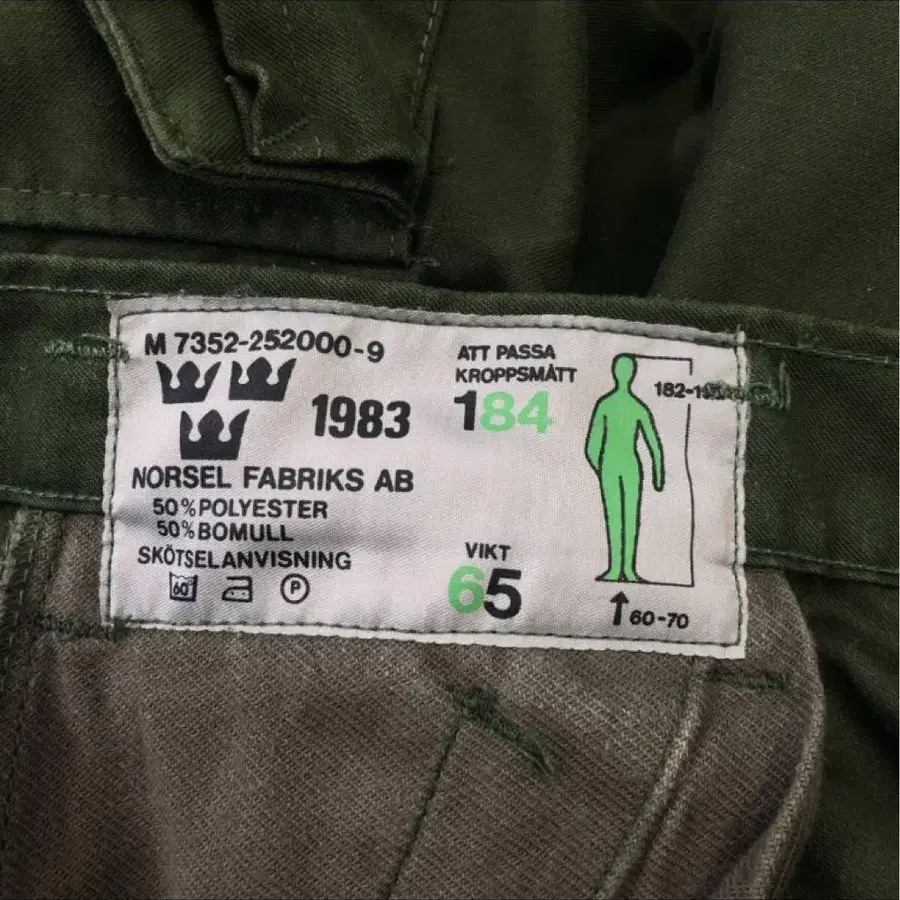 M 7352-252000-9
1983
NORSEL FABRIKS AB
50%POLYESTER
50%BOMULL
SKÖTSELANVISNING
60° P
ATT PASSA
KROPPSMÅTT
184
VIKT
65
60-70